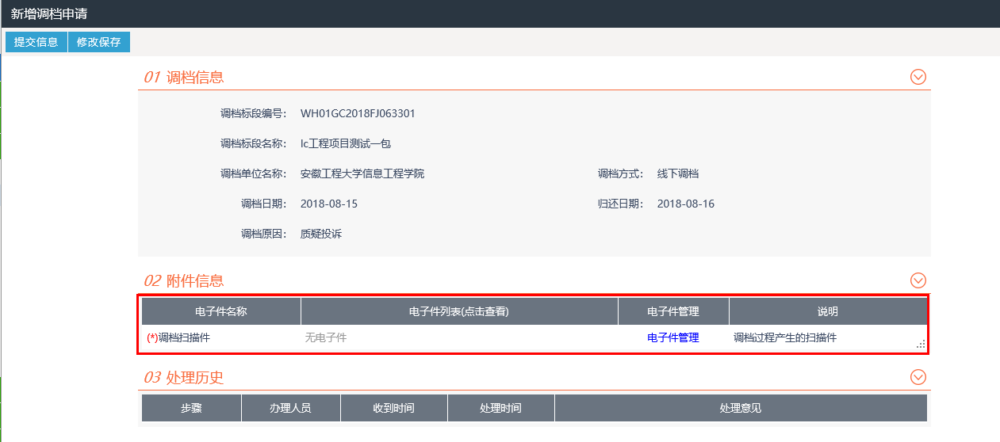 新增调档申请
提交信息 修改保存
01 调档信息
调档标段编号： WH01GC2018FJ063301
调档标段名称： lc工程项目测试一包
调档单位名称： 安徽工程大学信息工程学院 调档方式： 线下调档
调档日期： 2018-08-15 归还日期： 2018-08-16
调档原因： 质疑投诉
02 附件信息
电子件名称 电子件列表(点击查看) 电子件管理 说明
(*)调档扫描件 无电子件 电子件管理 调档过程产生的扫描件
03 处理历史
步骤 办理人员 收到时间 处理时间 处理意见